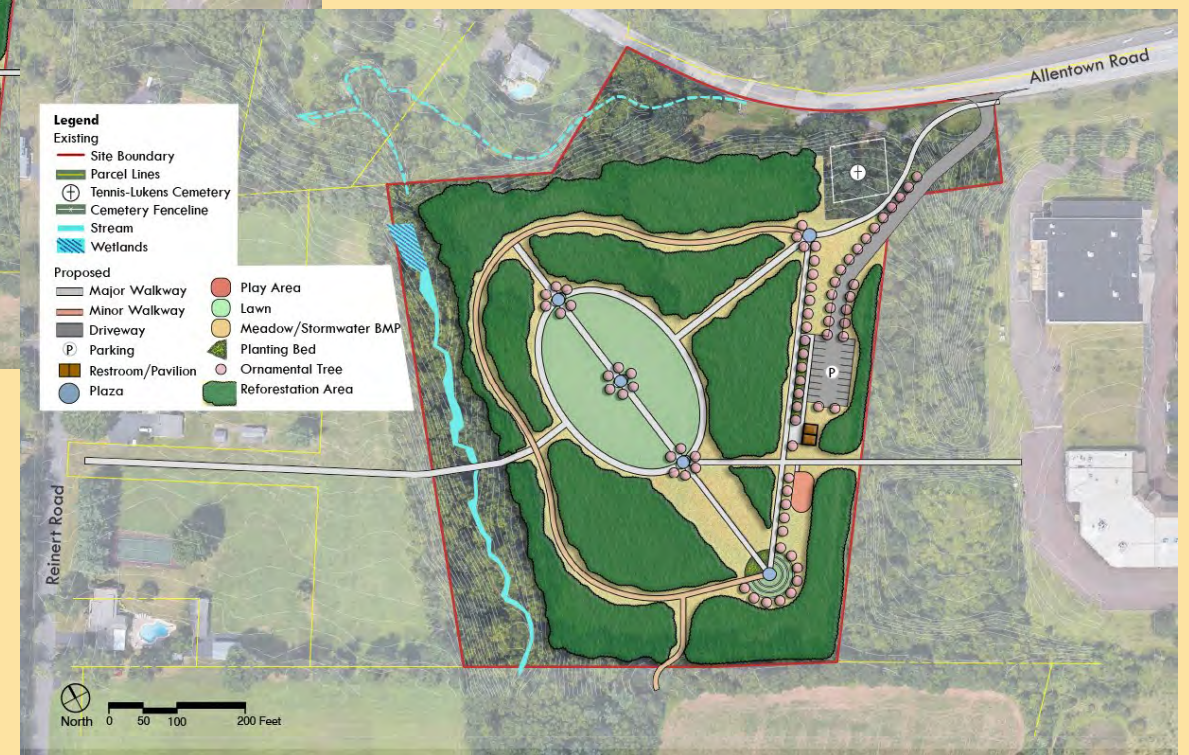 Allentown Road
Legend
Existing
Site Boundary
Parcel Lines
Tennis-Lukens Cemetery
Cemetery Fenceline
Stream
Wetlands
Proposed
Major Walkway
Minor Walkway
Driveway
P Parking
Restroom/Pavilion
Plaza
Play Area
Lawn
Meadow/Stormwater BMP
Planting Bed
Ornamental Tree
Reforestation Area
P
Reinert Road
North
0 50 100 200 Feet